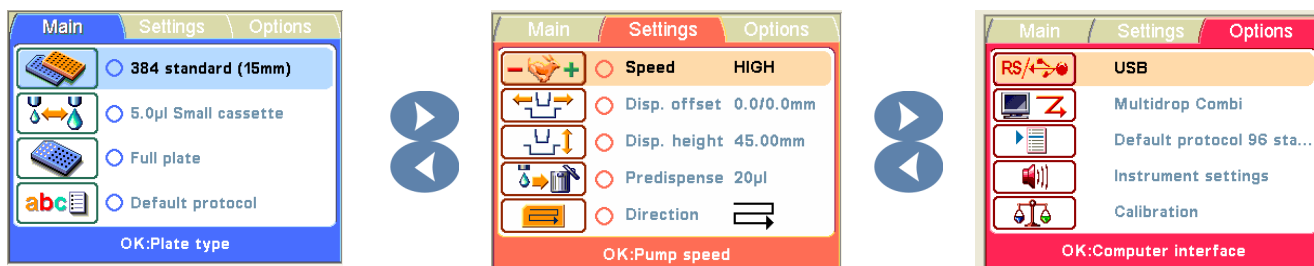 Main Settings Options
384 standard (15mm)
5.0µl Small cassette
Full plate
abc Default protocol
OK:Plate type
Main Settings Options
Speed HIGH
Disp. offset 0.0/0.0mm
Disp. height 45.00mm
Predispense 20µl
Direction
OK:Pump speed
Main Settings Options
RS/ USB
Multidrop Combi
Default protocol 96 sta...
Instrument settings
Calibration
OK:Computer interface